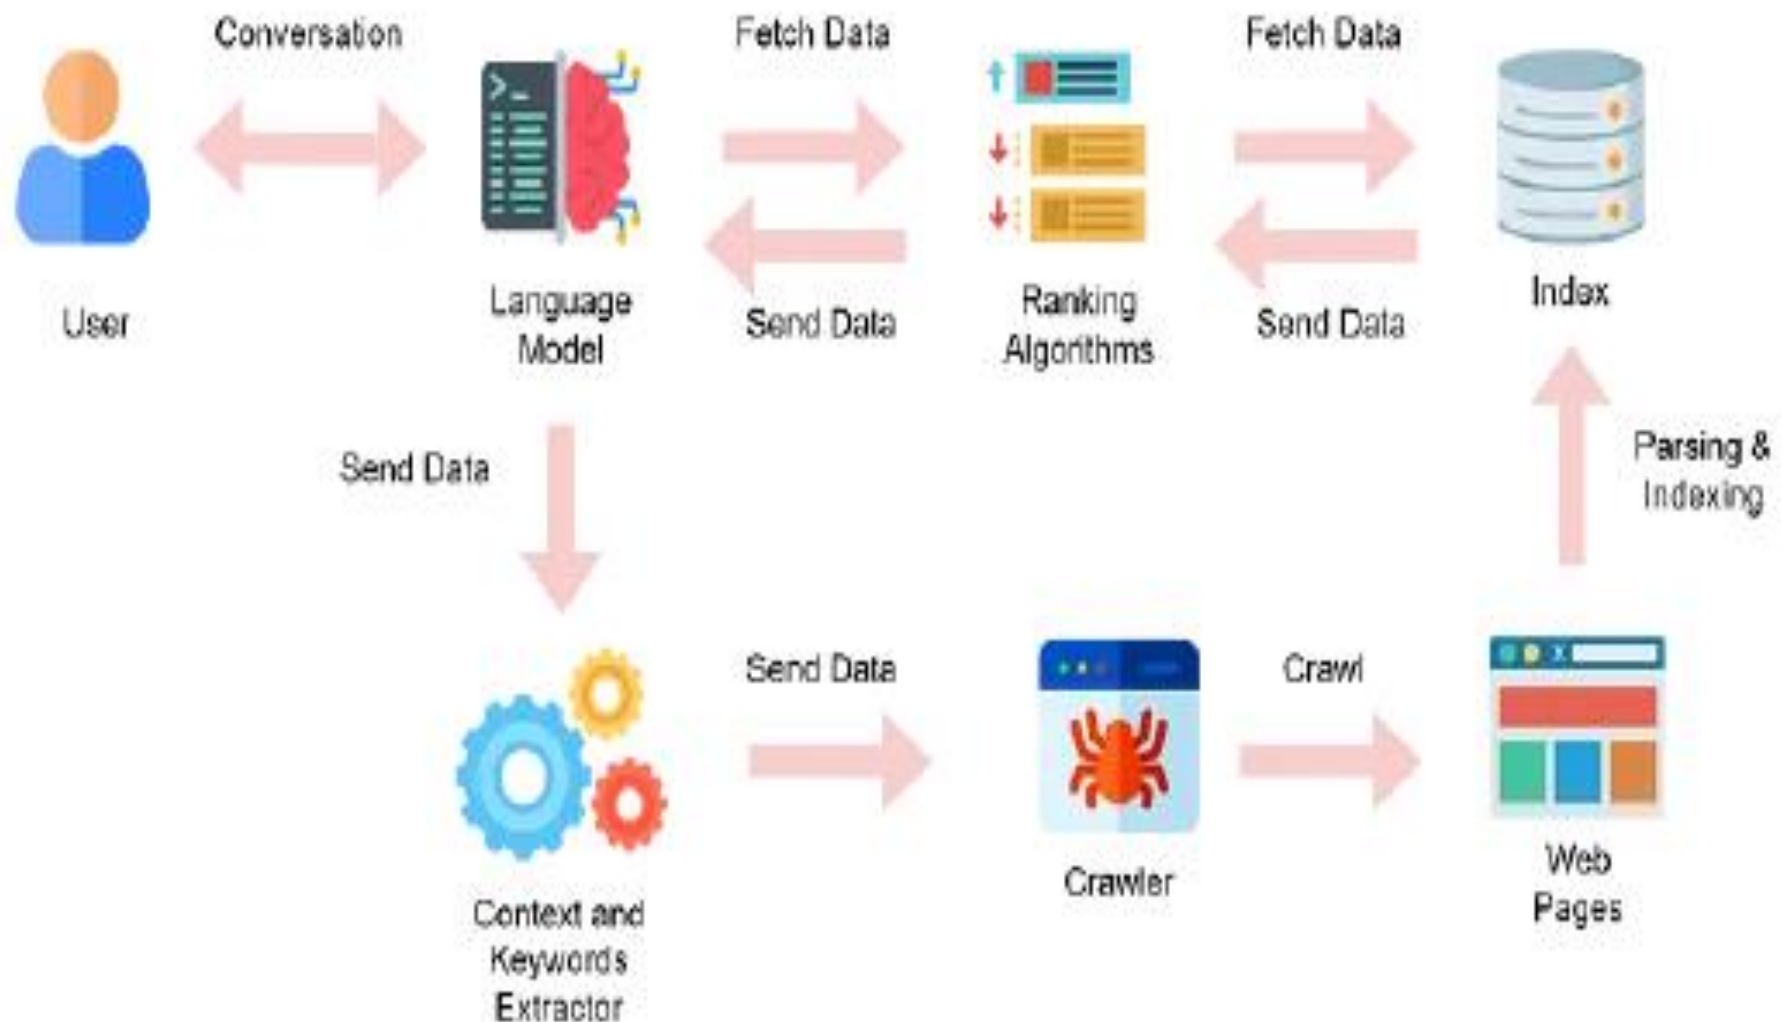 Conversation
Fetch Data
Fetch Data
User
Language
Model
Send Data
Ranking
Algorithms
Send Data
Index
Send Data
Parsing &
Indexing
Send Data
Crawl
Context and
Keywords
Extractor
Crawler
Web
Pages